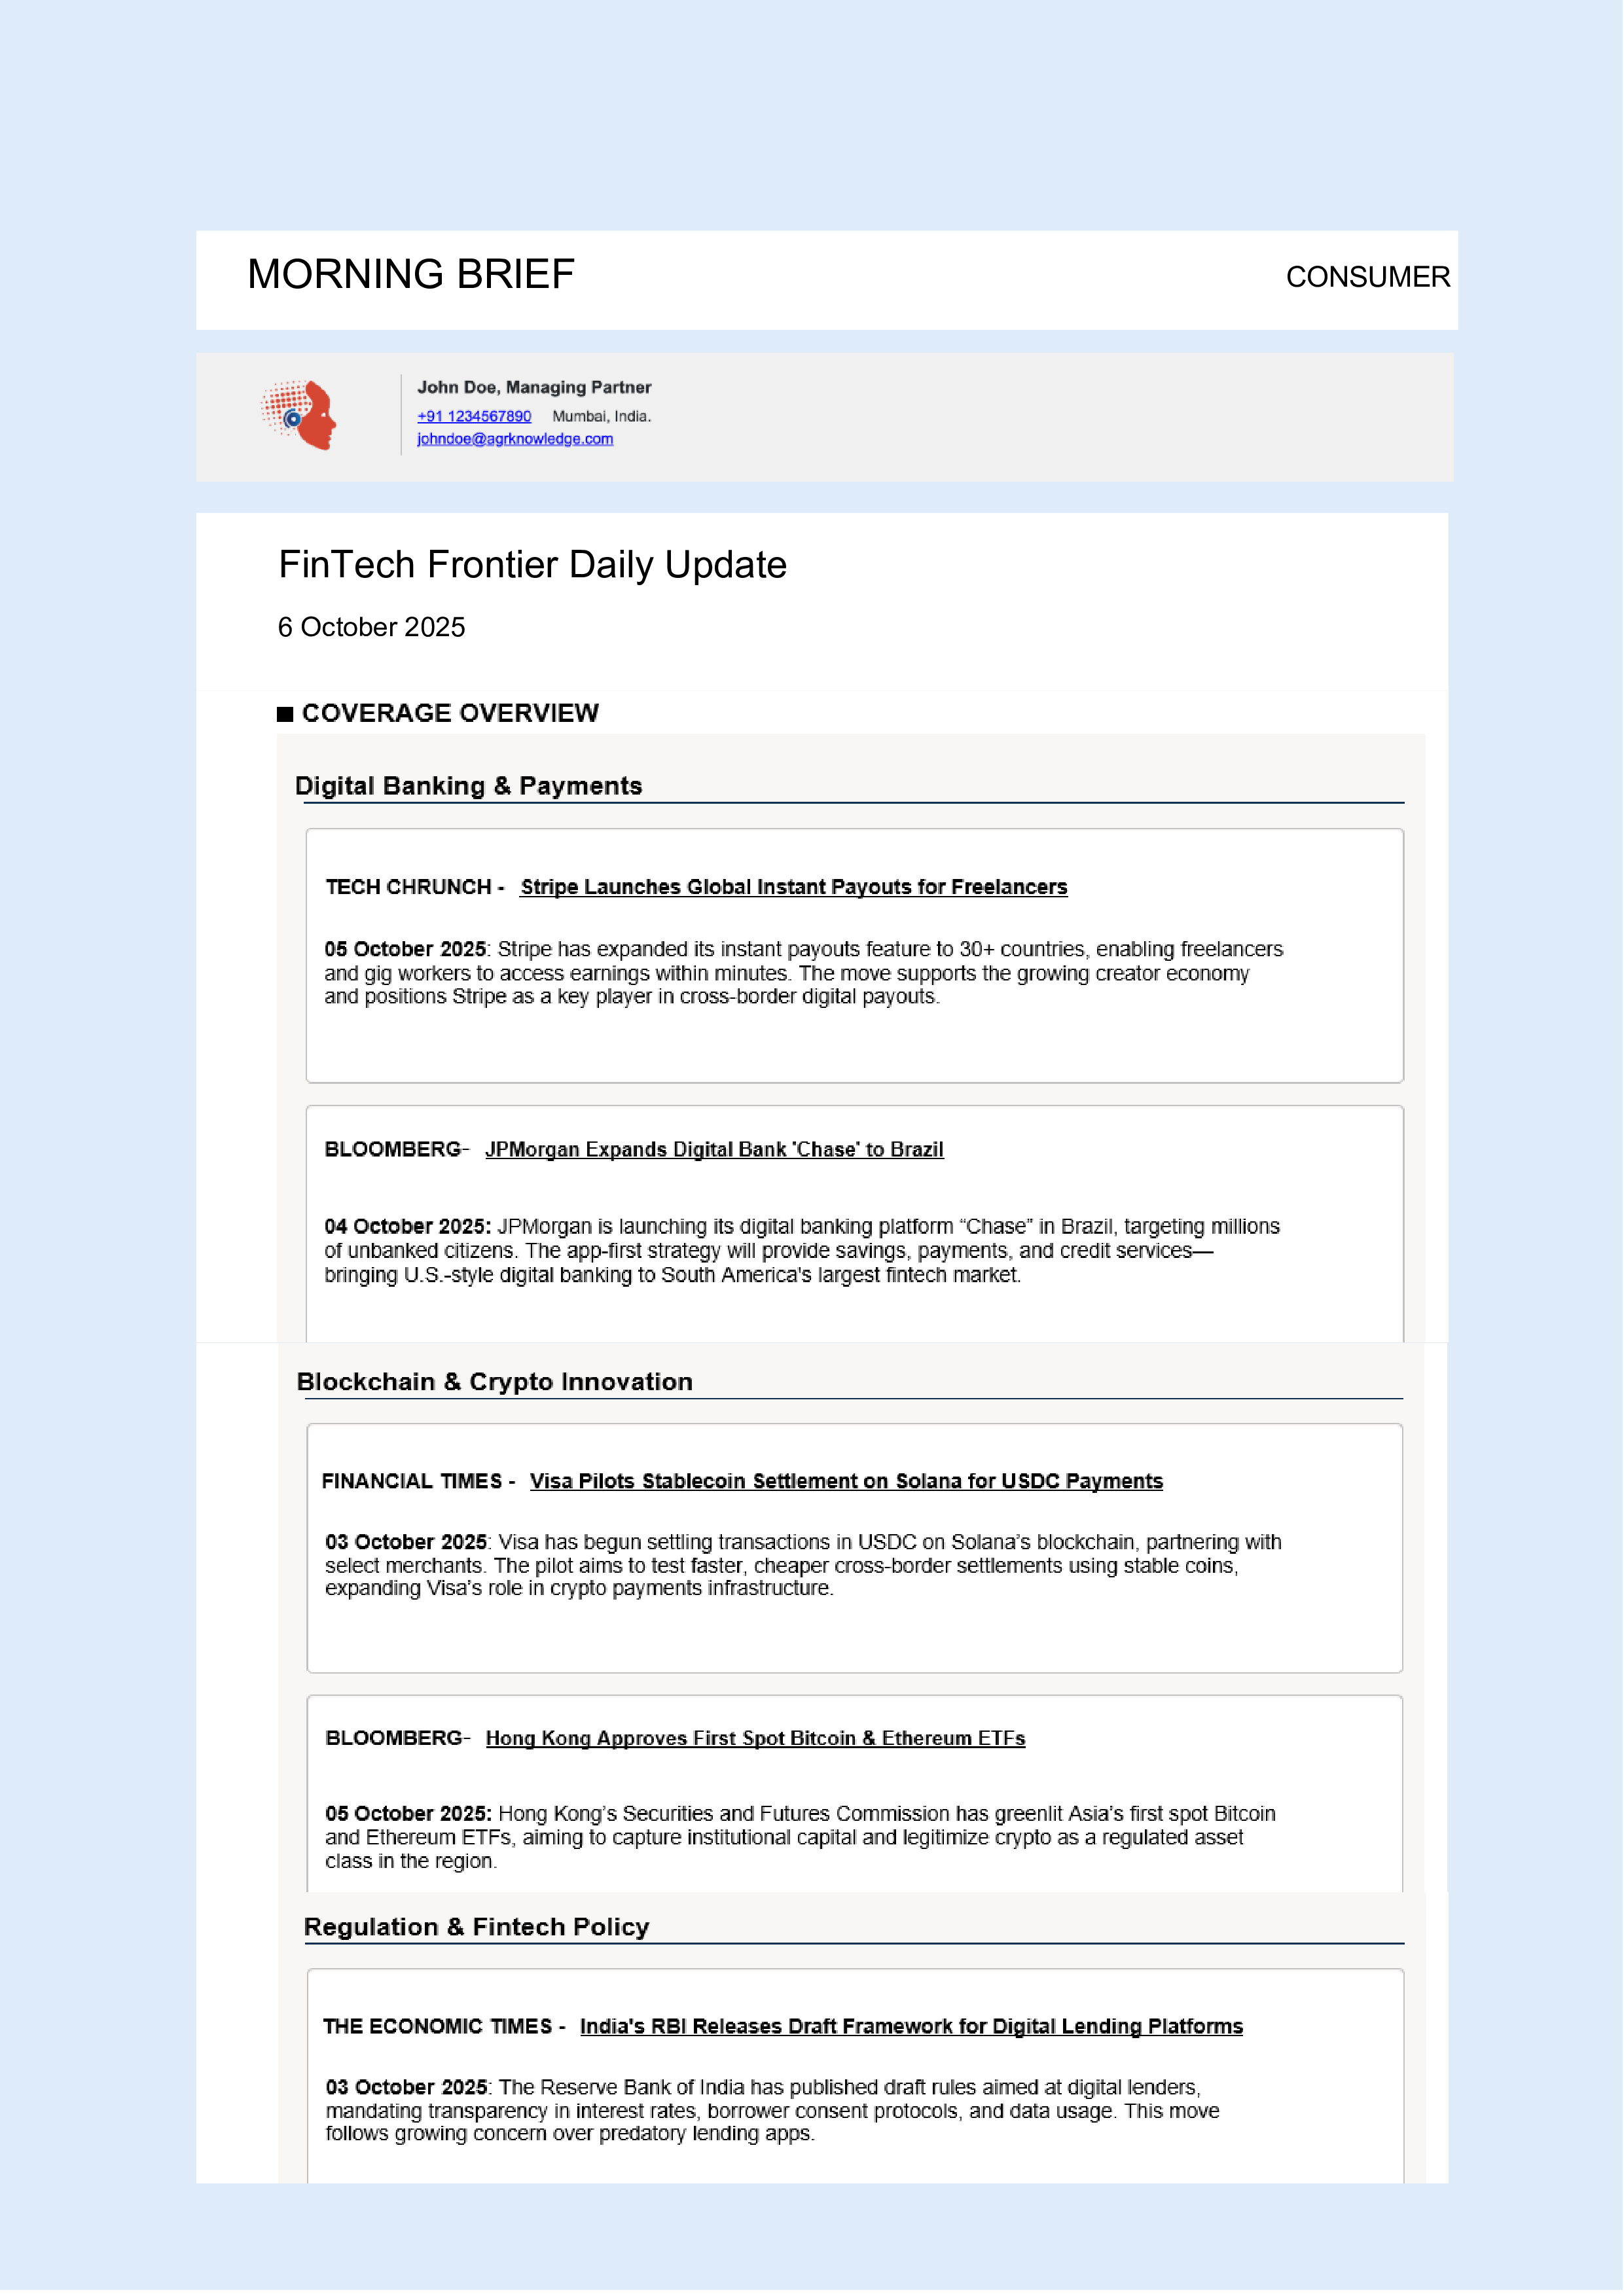 MORNING BRIEF
CONSUMER
John Doe, Managing Partner
+91 1234567890 Mumbai, India.
johndoe@agrknowledge.com
FinTech Frontier Daily Update
6 October 2025
■ COVERAGE OVERVIEW
Digital Banking & Payments
TECH CHRUNCH - Stripe Launches Global Instant Payouts for Freelancers
05 October 2025: Stripe has expanded its instant payouts feature to 30+ countries, enabling freelancers
and gig workers to access earnings within minutes. The move supports the growing creator economy
and positions Stripe as a key player in cross-border digital payouts.
BLOOMBERG- JPMorgan Expands Digital Bank 'Chase' to Brazil
04 October 2025: JPMorgan is launching its digital banking platform “Chase” in Brazil, targeting millions
of unbanked citizens. The app-first strategy will provide savings, payments, and credit services—
bringing U.S.-style digital banking to South America's largest fintech market.
Blockchain & Crypto Innovation
FINANCIAL TIMES - Visa Pilots Stablecoin Settlement on Solana for USDC Payments
03 October 2025: Visa has begun settling transactions in USDC on Solana’s blockchain, partnering with
select merchants. The pilot aims to test faster, cheaper cross-border settlements using stable coins,
expanding Visa’s role in crypto payments infrastructure.
BLOOMBERG- Hong Kong Approves First Spot Bitcoin & Ethereum ETFs
05 October 2025: Hong Kong’s Securities and Futures Commission has greenlit Asia’s first spot Bitcoin
and Ethereum ETFs, aiming to capture institutional capital and legitimize crypto as a regulated asset
class in the region.
Regulation & Fintech Policy
THE ECONOMIC TIMES - India's RBI Releases Draft Framework for Digital Lending Platforms
03 October 2025: The Reserve Bank of India has published draft rules aimed at digital lenders,
mandating transparency in interest rates, borrower consent protocols, and data usage. This move
follows growing concern over predatory lending apps.